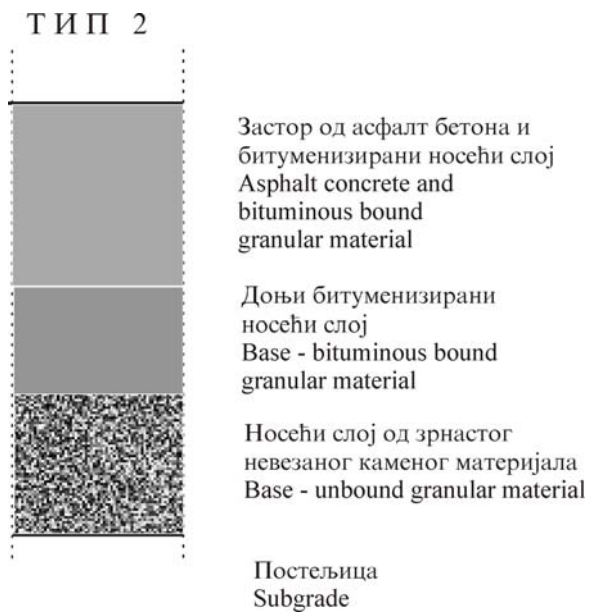 ТИП 2
Застор од асфалт бетона и
битуменизирани носећи слој
Asphalt concrete and
bituminous bound
granular material
Доњи битуменизирани
носећи слој
Base - bituminous bound
granular material
Носећи слој од зрнастог
невезаног каменог материјала
Base - unbound granular material
Постељица
Subgrade